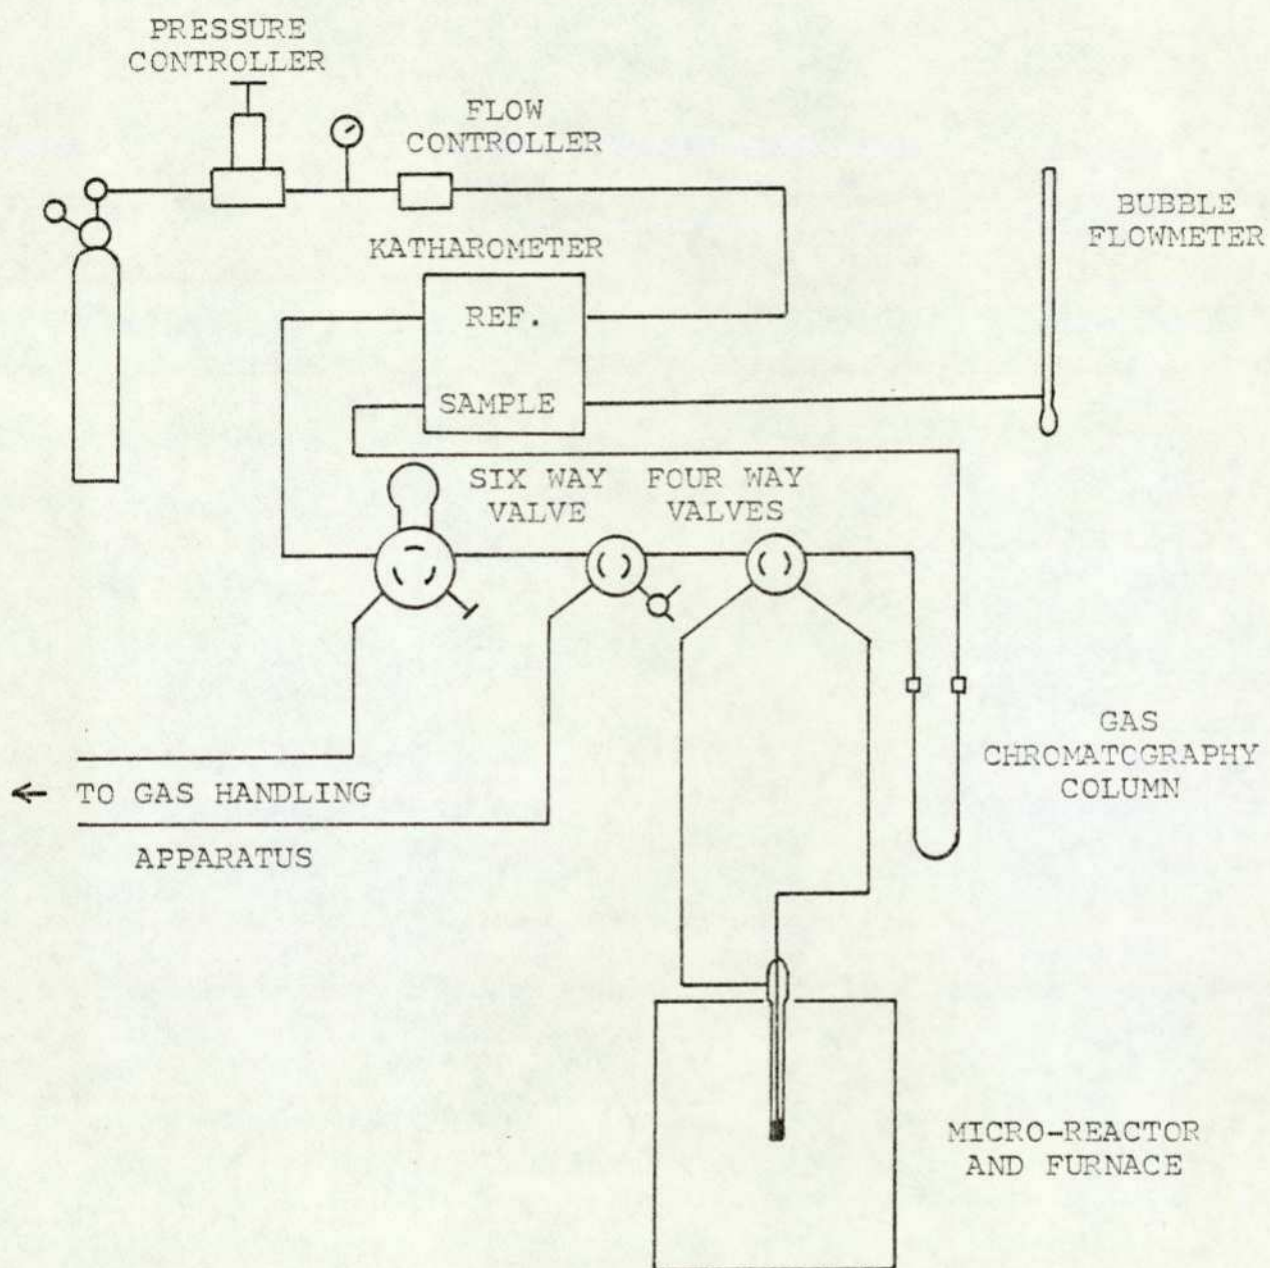 PRESSURE
CONTROLLER
FLOW
CONTROLLER
BUBBLE
FLOWMETER
KATHAROMETER
REF.
SAMPLE
SIX WAY
VALVE
FOUR WAY
VALVES
GAS
CHROMATOGRAPHY
COLUMN
← TO GAS HANDLING
APPARATUS
MICRO-REACTOR
AND FURNACE